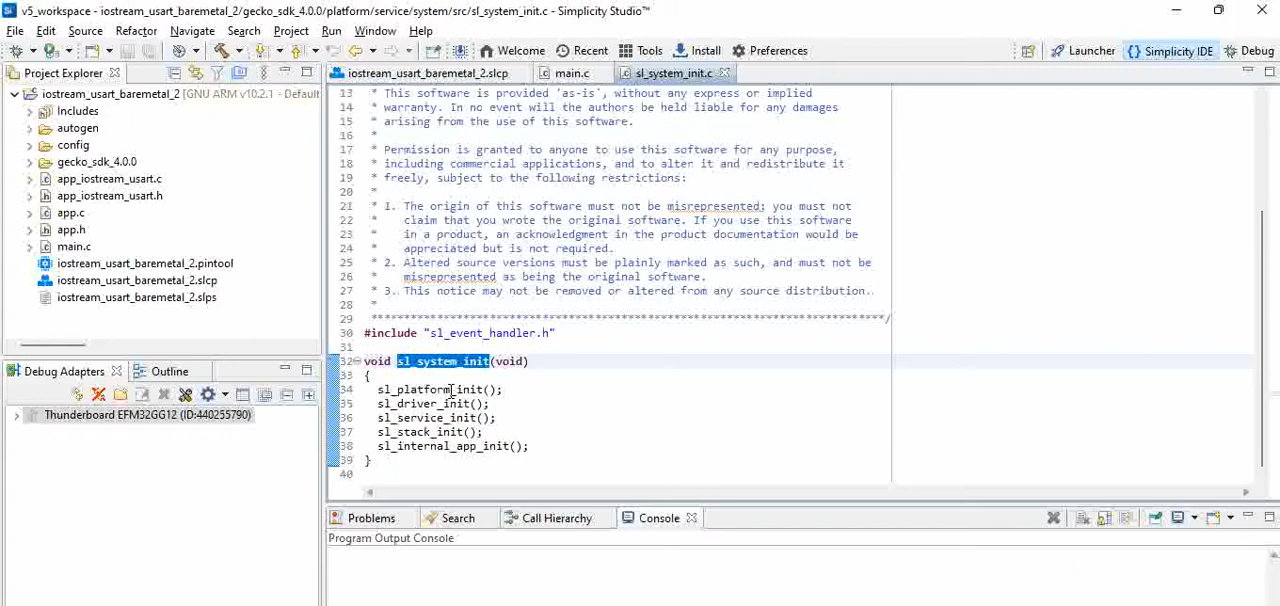 v5_workspace - iostream_usart_baremetal_2/gecko_sdk_4.0.0/platform/service/system/src/sl_system_init.c - Simplicity Studio™
File Edit Source Refactor Navigate Search Project Run Window Help
Welcome Recent Tools Install Preferences Launcher Simplicity IDE Debug
Project Explorer
iostream_usart_baremetal_2 [GNU ARM v10.2.1 - Default
Includes
autogen
config
gecko_sdk_4.0.0
app_iostream_usart.c
app_iostream_usart.h
app.c
app.h
main.c
iostream_usart_baremetal_2.pintool
iostream_usart_baremetal_2.slcp
iostream_usart_baremetal_2.slps
Debug Adapters Outline
Thunderboard EFM32GG12 (ID:440255790)
iostream_usart_baremetal_2.slcp main.c sl_system_init.c
13 * This software is provided 'as-is', without any express or implied
14 * warranty. In no event will the authors be held liable for any damages
15 * arising from the use of this software.
16 *
17 * Permission is granted to anyone to use this software for any purpose,
18 * including commercial applications, and to alter it and redistribute it
19 * freely, subject to the following restrictions:
20 *
21 * 1. The origin of this software must not be misrepresented; you must not
22 * claim that you wrote the original software. If you use this software
23 * in a product, an acknowledgment in the product documentation would be
24 * appreciated but is not required.
25 * 2. Altered source versions must be plainly marked as such, and must not be
26 * misrepresented as being the original software.
27 * 3. This notice may not be removed or altered from any source distribution.
28 *
29 ******************************************************************************/
30 #include "sl_event_handler.h"
31
32 void sl_system_init(void)
33 {
34 sl_platform_init();
35 sl_driver_init();
36 sl_service_init();
37 sl_stack_init();
38 sl_internal_app_init();
39 }
40
Problems Search Call Hierarchy Console
Program Output Console